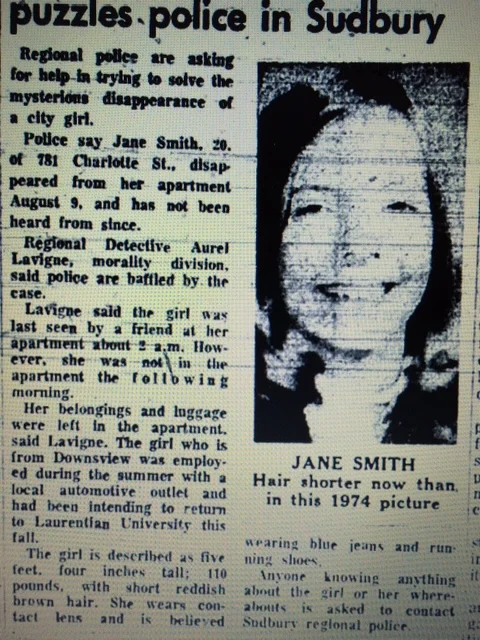 puzzles police in Sudbury
Regional police are asking
for help in trying to solve the
mysterious disappearance of
a city girl.
Police say Jane Smith, 20,
of 781 Charlotte St., disap-
peared from her apartment
August 9, and has not been
heard from since.
Regional Detective Aurel
Lavigne, morality division,
said police are baffled by the
case.
Lavigne said the girl was
last seen by a friend at her
apartment about 2 a.m. How-
ever, she was not in the
apartment the following
morning.
Her belongings and luggage
were left in the apartment,
said Lavigne. The girl who is
from Downsview was employ-
ed during the summer with a
local automotive outlet and
had been intending to return
to Laurentian University this
fall.
The girl is described as five
feet, four inches tall; 110
pounds, with short reddish
brown hair. She wears con-
tact lens and is believed
JANE SMITH
Hair shorter now than
in this 1974 picture
wearing blue jeans and run-
ning shoes.
Anyone knowing anything
about the girl or her where-
abouts is asked to contact
Sudbury regional police.